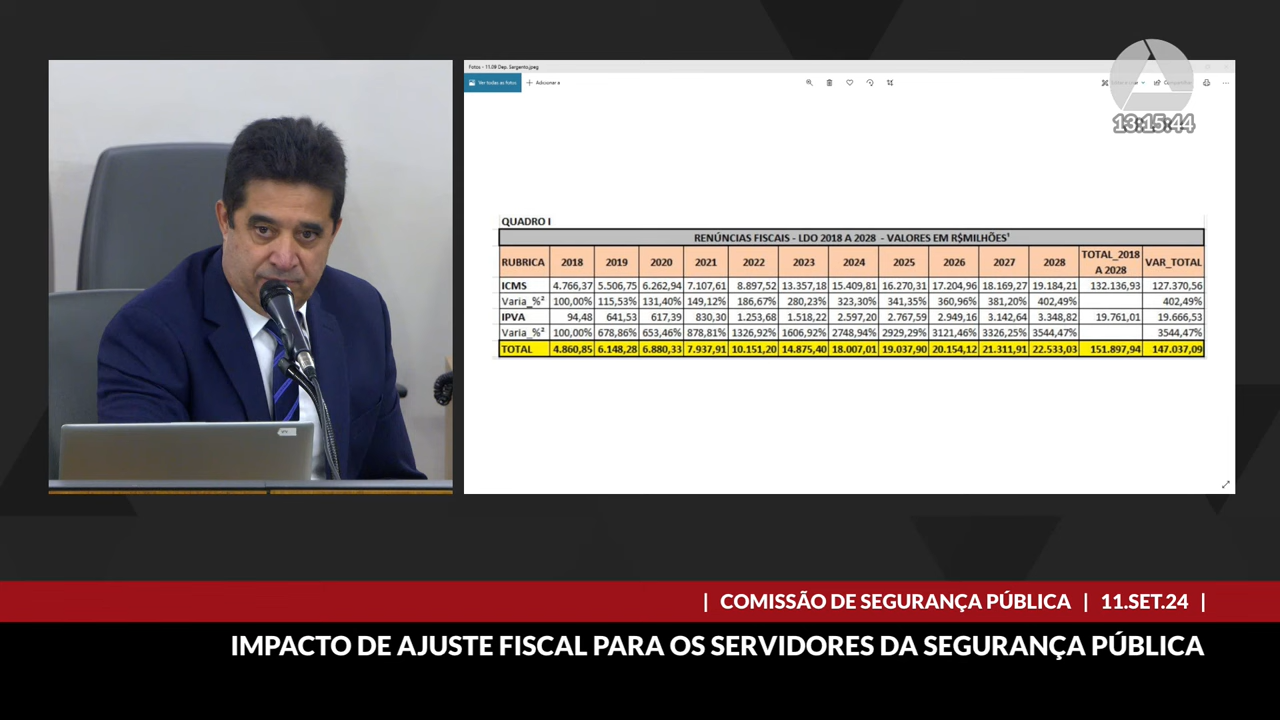 Fotos - 11.09 Dep. Sargento.jpeg
Ver todas as fotos + Adicionar a
13:15:44
QUADRO I
RENÚNCIAS FISCAIS - LDO 2018 A 2028 - VALORES EM R$MILHÕES¹
RUBRICA 2018 2019 2020 2021 2022 2023 2024 2025 2026 2027 2028 TOTAL_2018 A 2028 VAR_TOTAL
ICMS 4.766,37 5.506,75 6.262,94 7.107,61 8.897,52 13.357,18 15.409,81 16.270,31 17.204,96 18.169,27 19.184,21 132.136,93 127.370,56
Varia_%² 100,00% 115,53% 131,40% 149,12% 186,67% 280,23% 323,30% 341,35% 360,96% 381,20% 402,49% 402,49%
IPVA 94,48 641,53 617,39 830,30 1.253,68 1.518,22 2.597,20 2.767,59 2.949,16 3.142,64 3.348,82 19.761,01 19.666,53
Varia_%² 100,00% 678,86% 653,46% 878,81% 1326,92% 1606,92% 2748,94% 2929,29% 3121,46% 3326,25% 3544,47% 3544,47%
TOTAL 4.860,85 6.148,28 6.880,33 7.937,91 10.151,20 14.875,40 18.007,01 19.037,90 20.154,12 21.311,91 22.533,03 151.897,94 147.037,09
| COMISSÃO DE SEGURANÇA PÚBLICA | 11.SET.24 |
IMPACTO DE AJUSTE FISCAL PARA OS SERVIDORES DA SEGURANÇA PÚBLICA